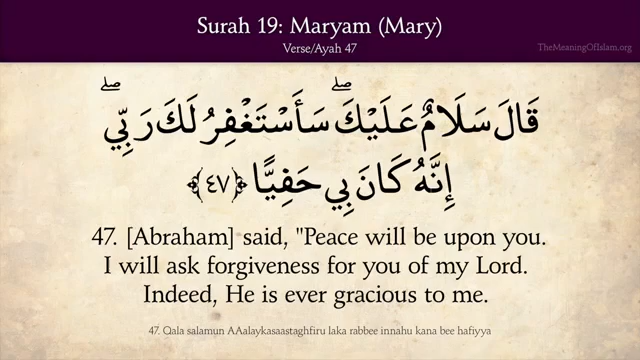 Surah 19: Maryam (Mary)
Verse/Ayah 47
TheMeaningOfIslam.org
قَالَ سَلَامٌ عَلَيْكَ ۖ سَأَسْتَغْفِرُ لَكَ رَبِّي ۖ
إِنَّهُ كَانَ بِي حَفِيًّا ﴿٤٧﴾
47. [Abraham] said, "Peace will be upon you.
I will ask forgiveness for you of my Lord.
Indeed, He is ever gracious to me.
47. Qala salamun AAalaykasaastaghfiru laka rabbee innahu kana bee hafiyya